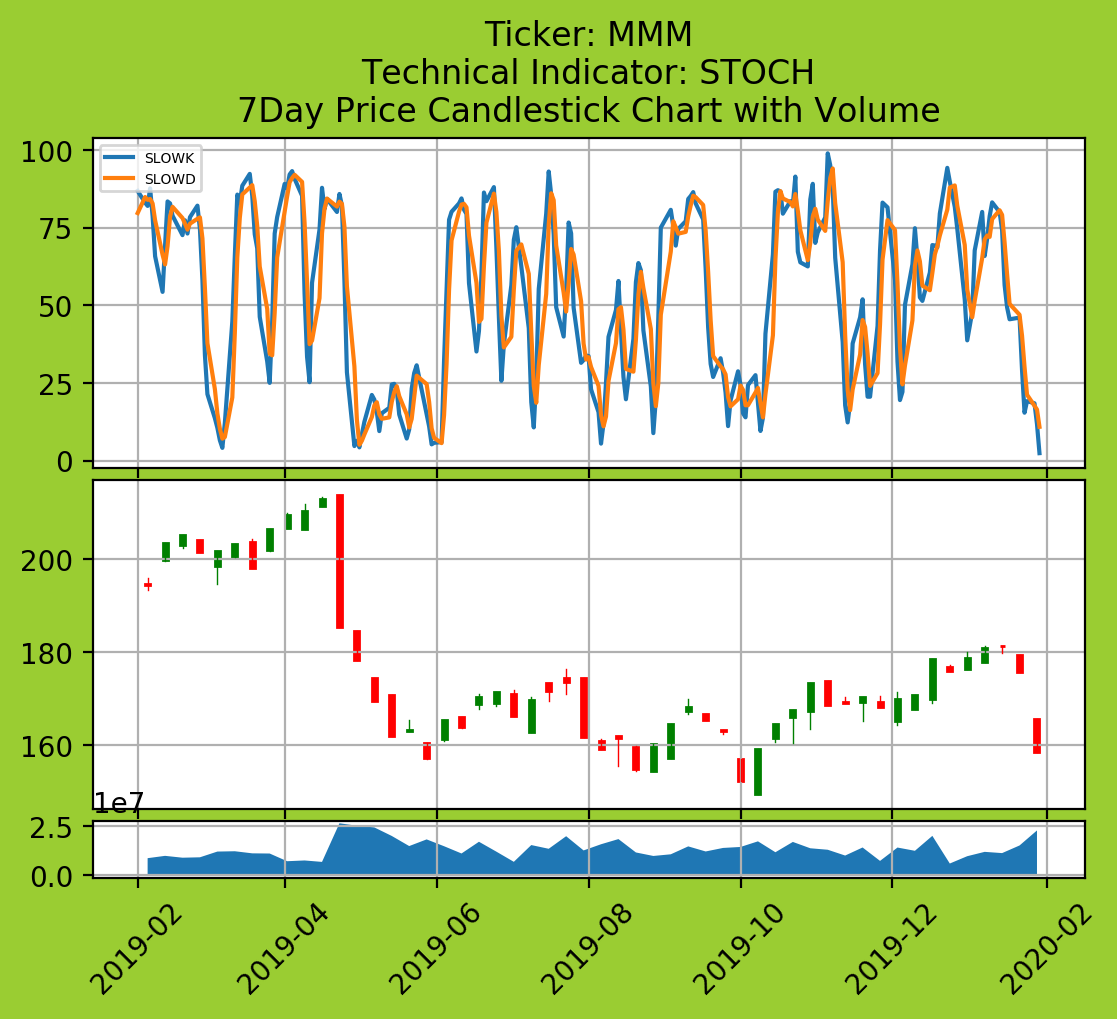 Ticker: MMM
Technical Indicator: STOCH
7Day Price Candlestick Chart with Volume
100
75
50
25
0
SLOWK
SLOWD
200
180
160
1e7
2.5
0.0
2019-02
2019-04
2019-06
2019-08
2019-10
2019-12
2020-02